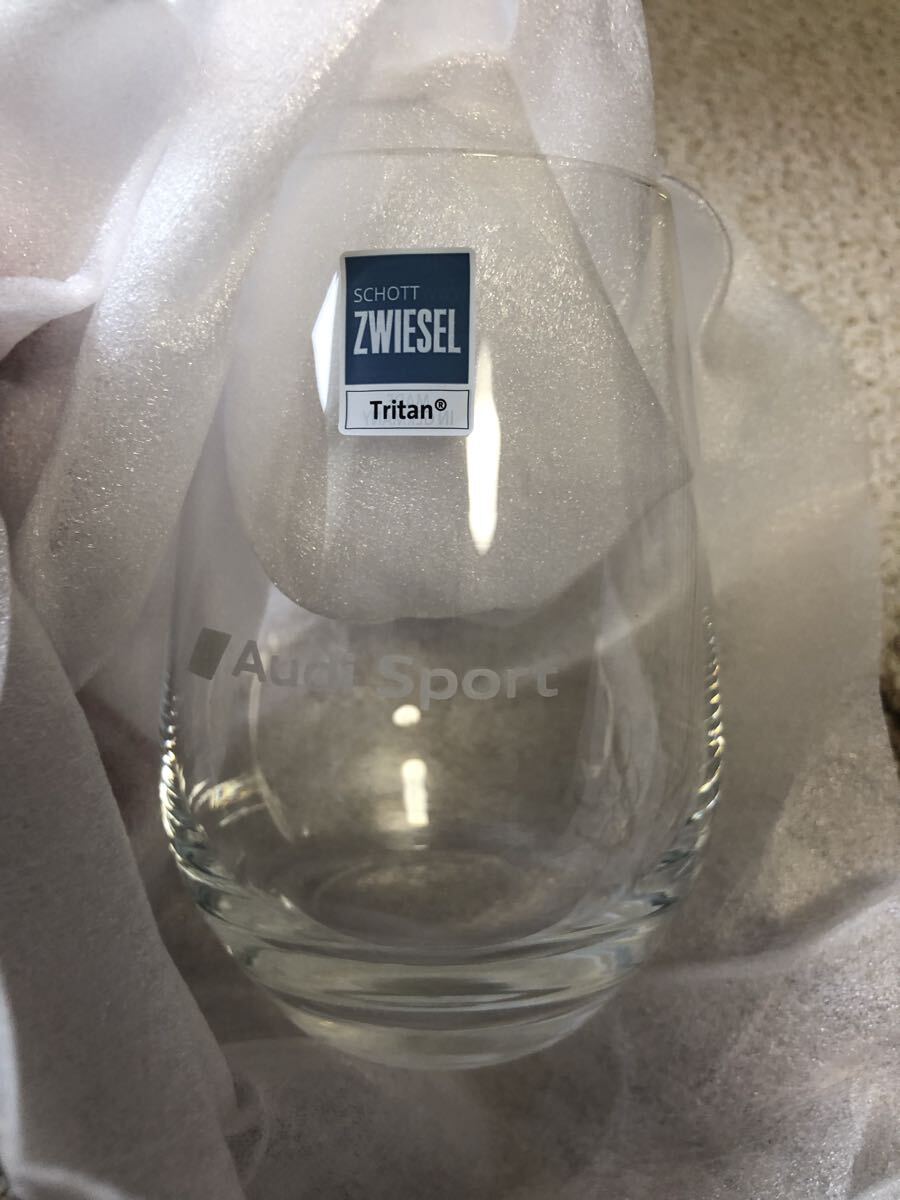 SCHOTT
ZWIESEL
Tritan®
Audi Sport